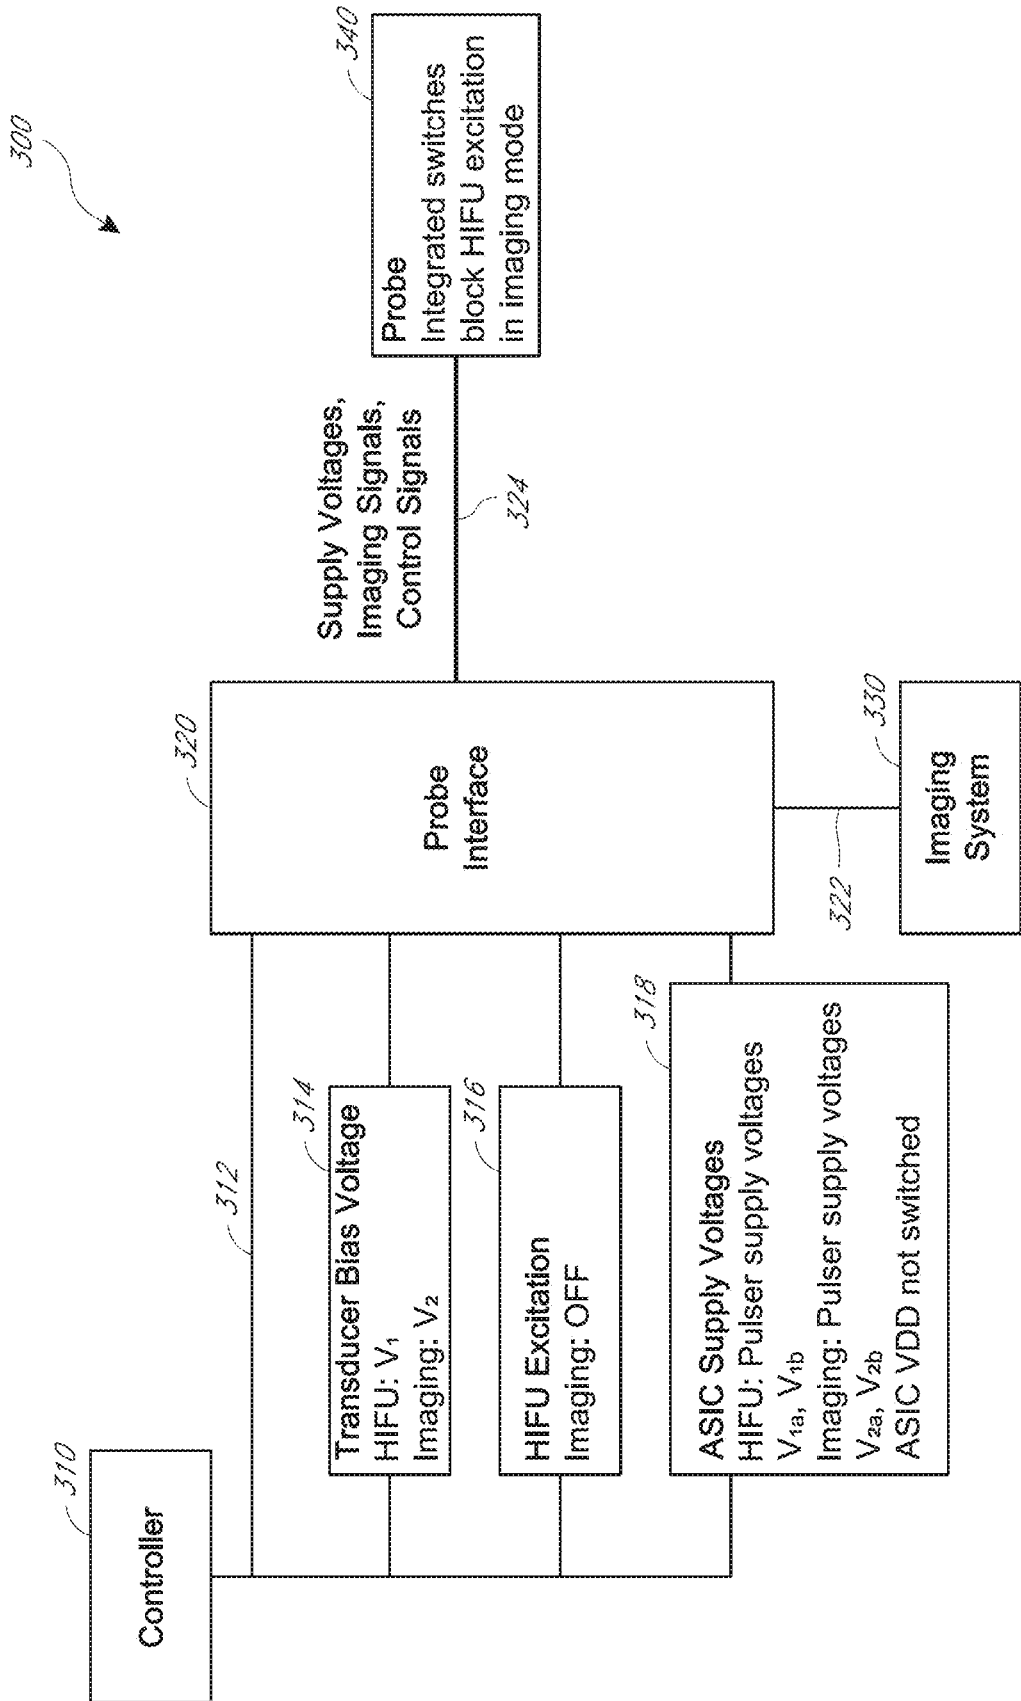 300
310
Controller
312
314
Transducer Bias Voltage
HIFU: V₁
Imaging: V₂
316
HIFU Excitation
Imaging: OFF
318
ASIC Supply Voltages
HIFU: Pulser supply voltages
V₁ₐ, V₁b
Imaging: Pulser supply voltages
V₂ₐ, V₂b
ASIC VDD not switched
320
Probe
Interface
322
330
Imaging
System
Supply Voltages,
Imaging Signals,
Control Signals
324
340
Probe
Integrated switches
block HIFU excitation
in imaging mode